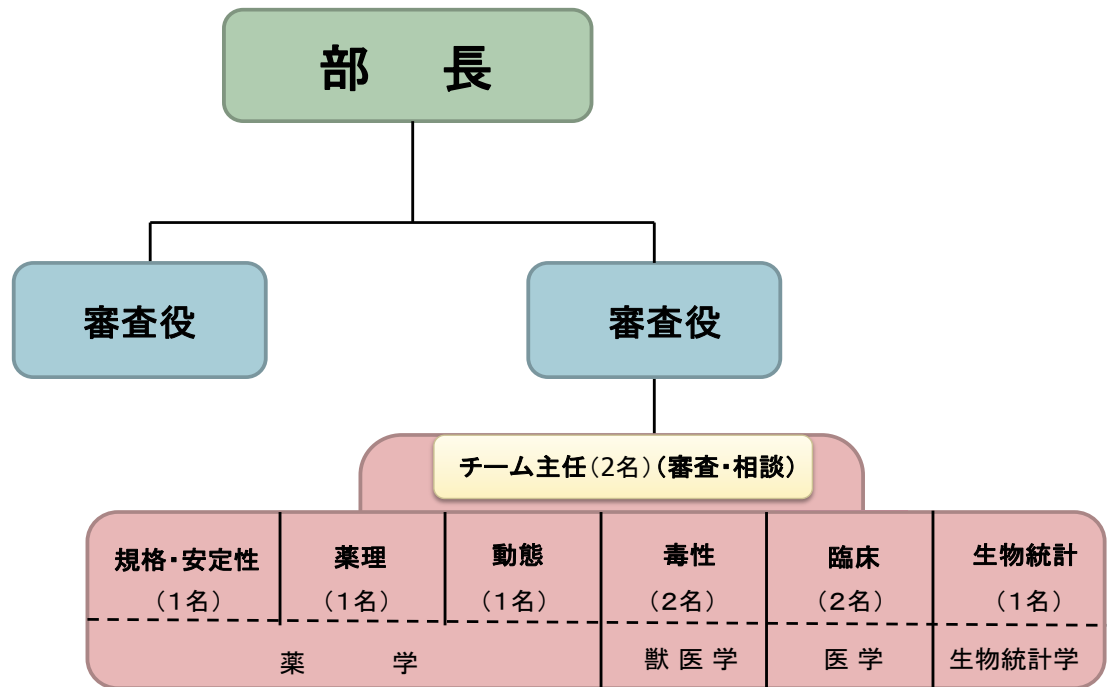 部　長
審査役
審査役
チーム主任(2名)(審査・相談)
規格・安定性 薬理 動態 毒性 臨床 生物統計
(1名) (1名) (1名) (2名) (2名) (1名)
薬　学 獣医学 医学 生物統計学